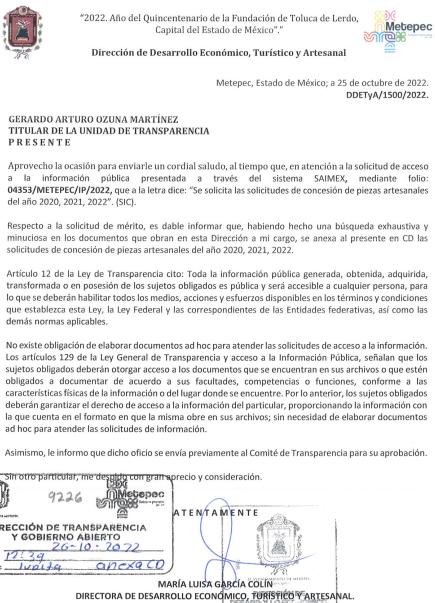 "2022. Año del Quincentenario de la Fundación de Toluca de Lerdo,
Capital del Estado de México"."
Metepec
Dirección de Desarrollo Económico, Turístico y Artesanal
Metepec, Estado de México; a 25 de octubre de 2022.
DDETyA/1500/2022.
GERARDO ARTURO OZUNA MARTÍNEZ
TITULAR DE LA UNIDAD DE TRANSPARENCIA
P R E S E N T E
Aprovecho la ocasión para enviarle un cordial saludo, al tiempo que, en atención a la solicitud de acceso
a la información pública presentada a través del sistema SAIMEX, mediante folio:
04353/METEPEC/IP/2022, que a la letra dice: "Se solicita las solicitudes de concesión de piezas artesanales
del año 2020, 2021, 2022". (SIC).
Respecto a la solicitud de mérito, es dable informar que, habiendo hecho una búsqueda exhaustiva y
minuciosa en los documentos que obran en esta Dirección a mi cargo, se anexa al presente en CD las
solicitudes de concesión de piezas artesanales del año 2020, 2021, 2022.
Artículo 12 de la Ley de Transparencia cito: Toda la información pública generada, obtenida, adquirida,
transformada o en posesión de los sujetos obligados es pública y será accesible a cualquier persona, para
lo que se deberán habilitar todos los medios, acciones y esfuerzos disponibles en los términos y condiciones
que establezca esta Ley, la Ley Federal y las correspondientes de las Entidades federativas, así como las
demás normas aplicables.
No existe obligación de elaborar documentos ad hoc para atender las solicitudes de acceso a la información.
Los artículos 129 de la Ley General de Transparencia y acceso a la Información Pública, señalan que los
sujetos obligados deberán otorgar acceso a los documentos que se encuentran en sus archivos o que estén
obligados a documentar de acuerdo a sus facultades, competencias o funciones, conforme a las
características físicas de la información o del lugar donde se encuentre. Por lo anterior, los sujetos obligados
deberán garantizar el derecho de acceso a la información del particular, proporcionando la información con
la que cuenta en el formato en que la misma obre en sus archivos; sin necesidad de elaborar documentos
ad hoc para atender las solicitudes de información.
Asimismo, le informo que dicho oficio se envía previamente al Comité de Transparencia para su aprobación.
Sin otro particular, me despido con gran aprecio y consideración.
9226
Metepec
A T E N T A M E N T E
RECCIÓN DE TRANSPARENCIA
Y GOBIERNO ABIERTO
26-10-2022
17:39
Lupita anexa CD
MARÍA LUISA GARCÍA COLÍN
DIRECTORA DE DESARROLLO ECONÓMICO, TURÍSTICO Y ARTESANAL.